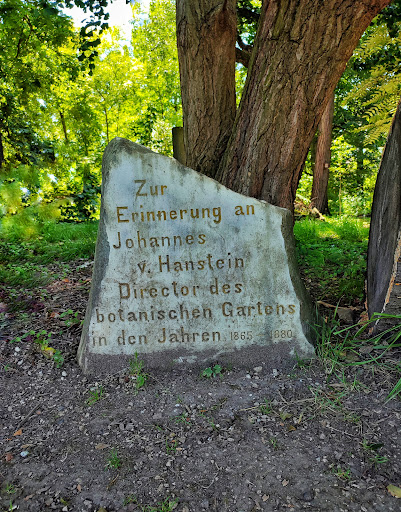 Zur
Erinnerung an
Johannes
v. Hanstein
Director des
botanischen Gartens
in den Jahren 1865 1880